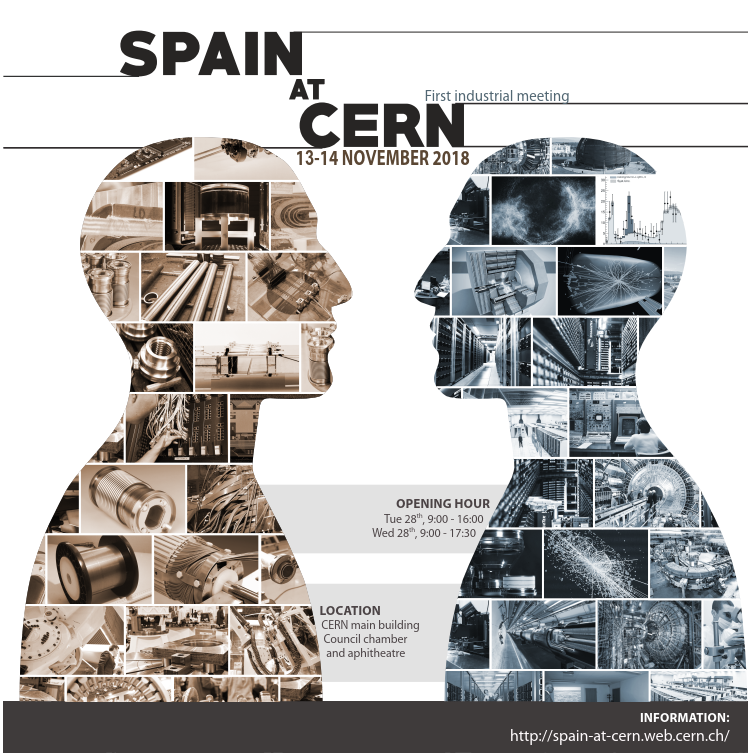 SPAIN
AT
First industrial meeting
CERN
13-14 NOVEMBER 2018
OPENING HOUR
Tue 28th, 9:00 - 16:00
Wed 28th, 9:00 - 17:30
LOCATION
CERN main building
Council chamber
and aphitheatre
INFORMATION:
http://spain-at-cern.web.cern.ch/